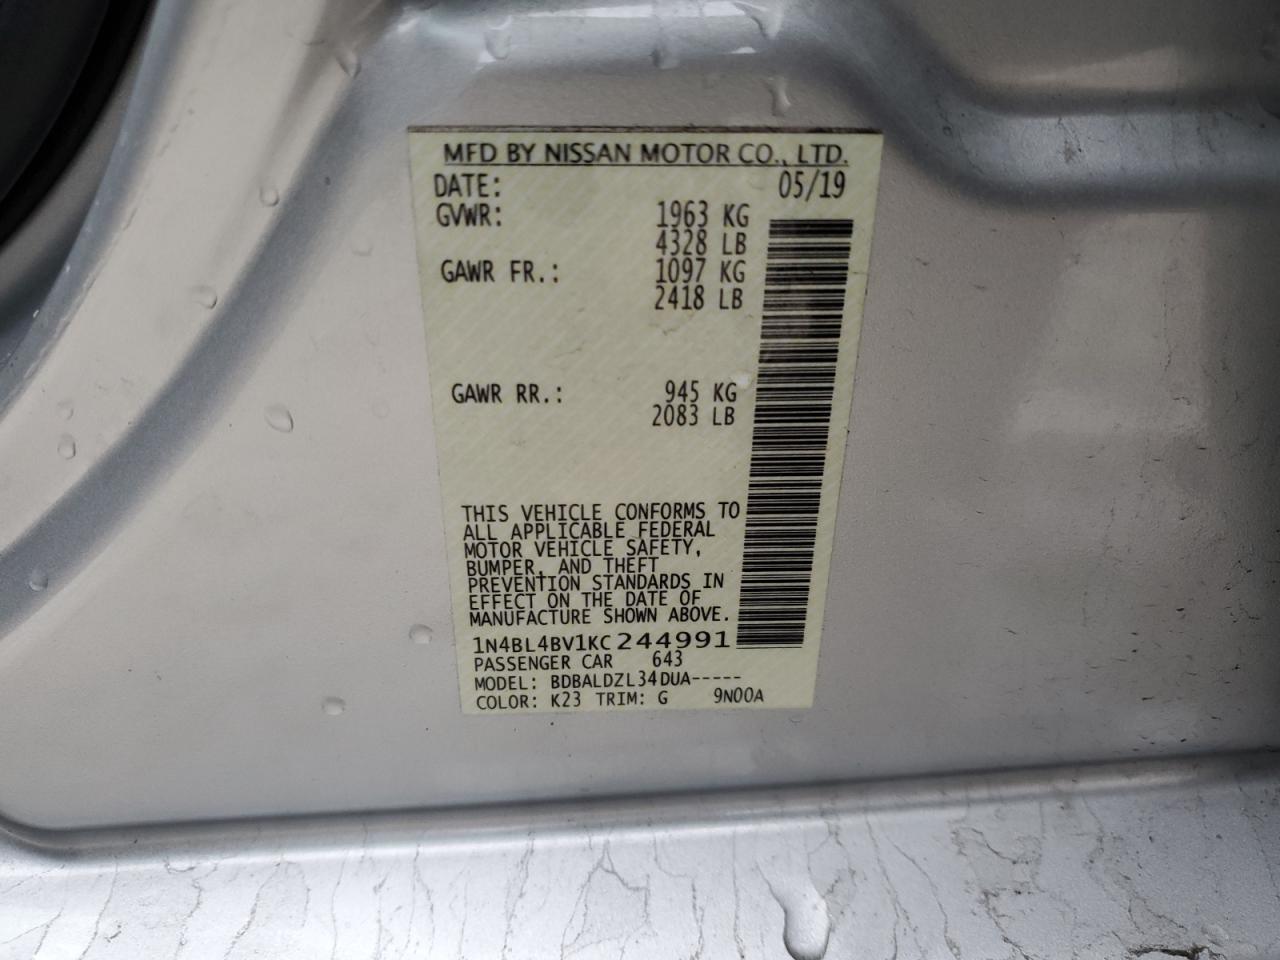 MFD BY NISSAN MOTOR CO., LTD.
DATE: 05/19
GVWR: 1963 KG
4328 LB
GAWR FR.: 1097 KG
2418 LB
GAWR RR.: 945 KG
2083 LB
THIS VEHICLE CONFORMS TO
ALL APPLICABLE FEDERAL
MOTOR VEHICLE SAFETY,
BUMPER, AND THEFT
PREVENTION STANDARDS IN
EFFECT ON THE DATE OF
MANUFACTURE SHOWN ABOVE.
1N4BL4BV1KC244991
PASSENGER CAR 643
MODEL: BDBALDZL34DUA-----
COLOR: K23 TRIM: G 9N00A